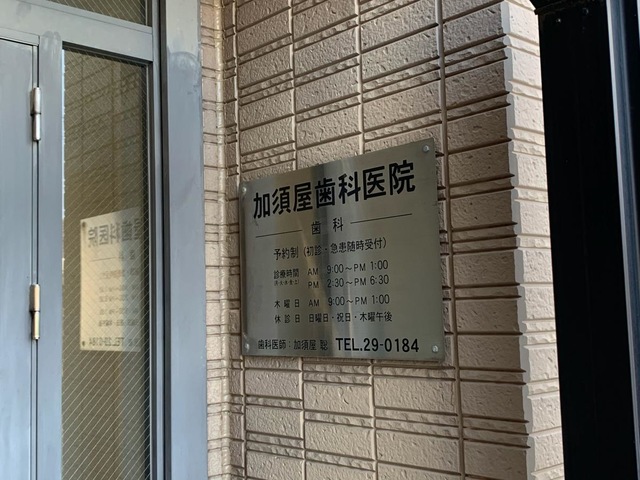 加須屋歯科医院
歯科
予約制（初診・急患随時受付）
診療時間 AM 9:00～PM 1:00
PM 2:30～PM 6:30
木曜日 AM 9:00～PM 1:00
休診日 日曜日・祝日・木曜午後
歯科医師：加須屋 聡 TEL.29-0184